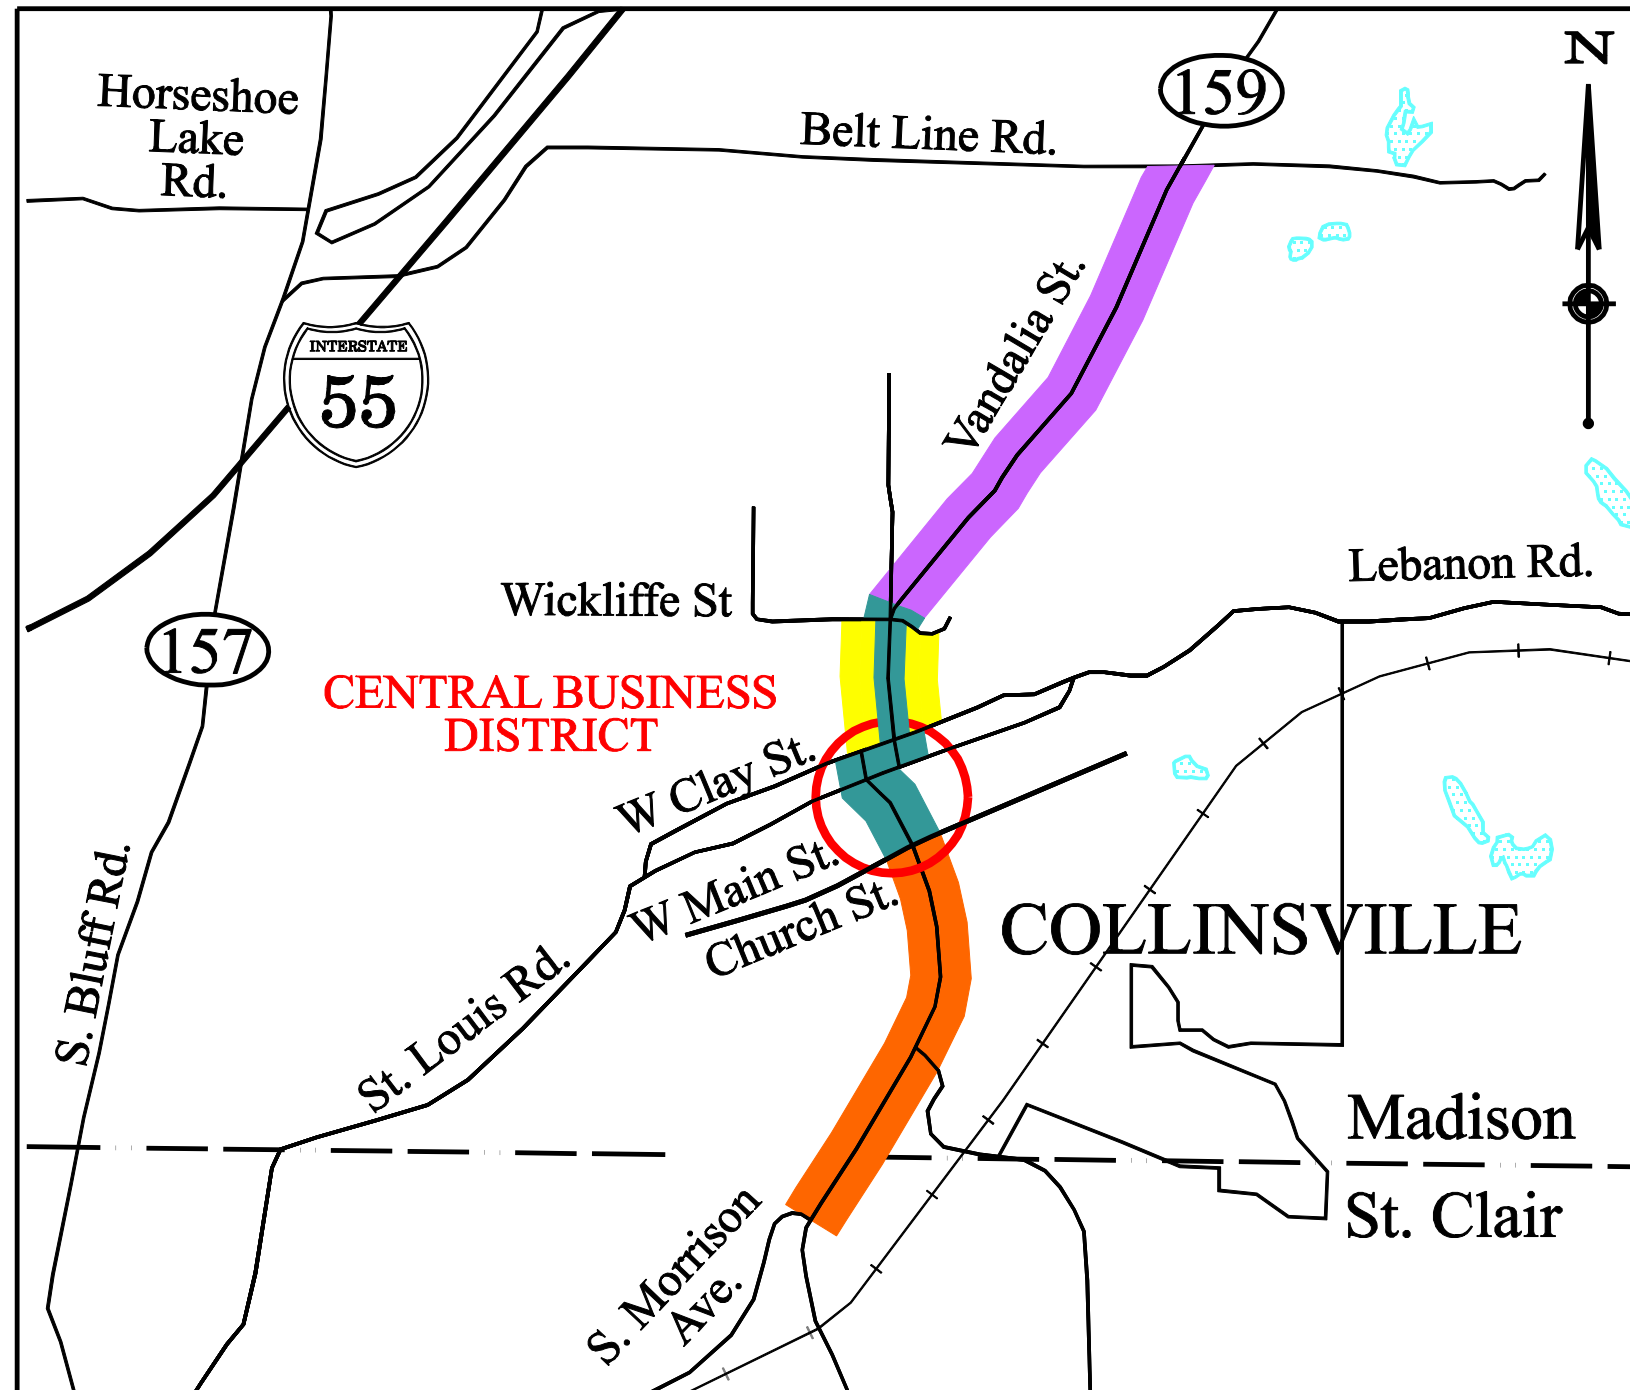 N
159
Horseshoe
Lake
Rd.
Belt Line Rd.
Vandalia St.
INTERSTATE
55
Lebanon Rd.
Wickliffe St
157
CENTRAL BUSINESS
DISTRICT
W Clay St.
W Main St.
Church St.
COLLINSVILLE
S. Bluff Rd.
St. Louis Rd.
Madison
St. Clair
S. Morrison
Ave.